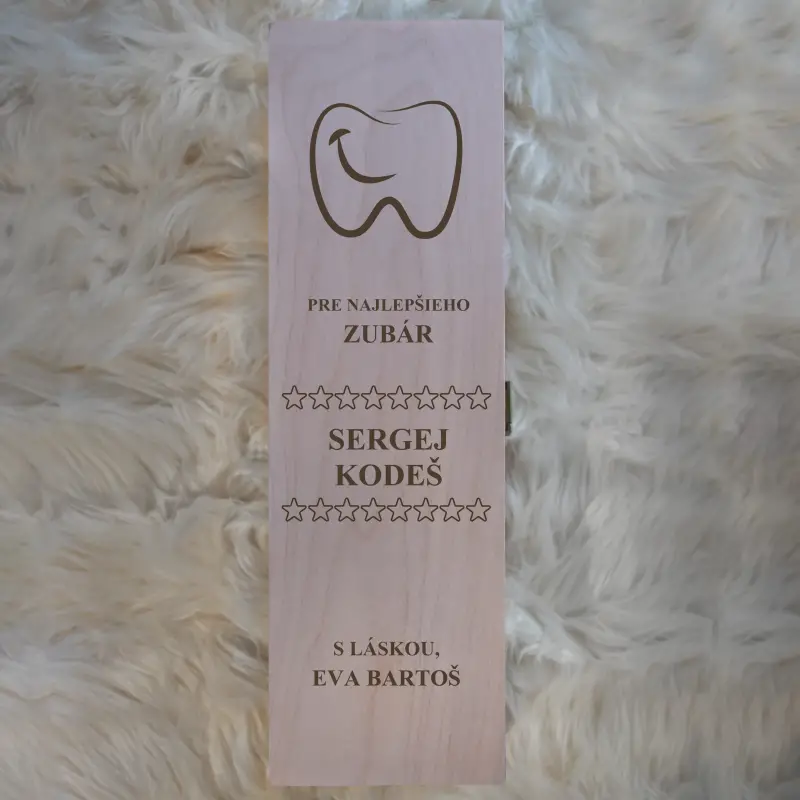 PRE NAJLEPŠIEHO
ZUBÁR
SERGEJ
KODEŠ
S LÁSKOU,
EVA BARTOŠ